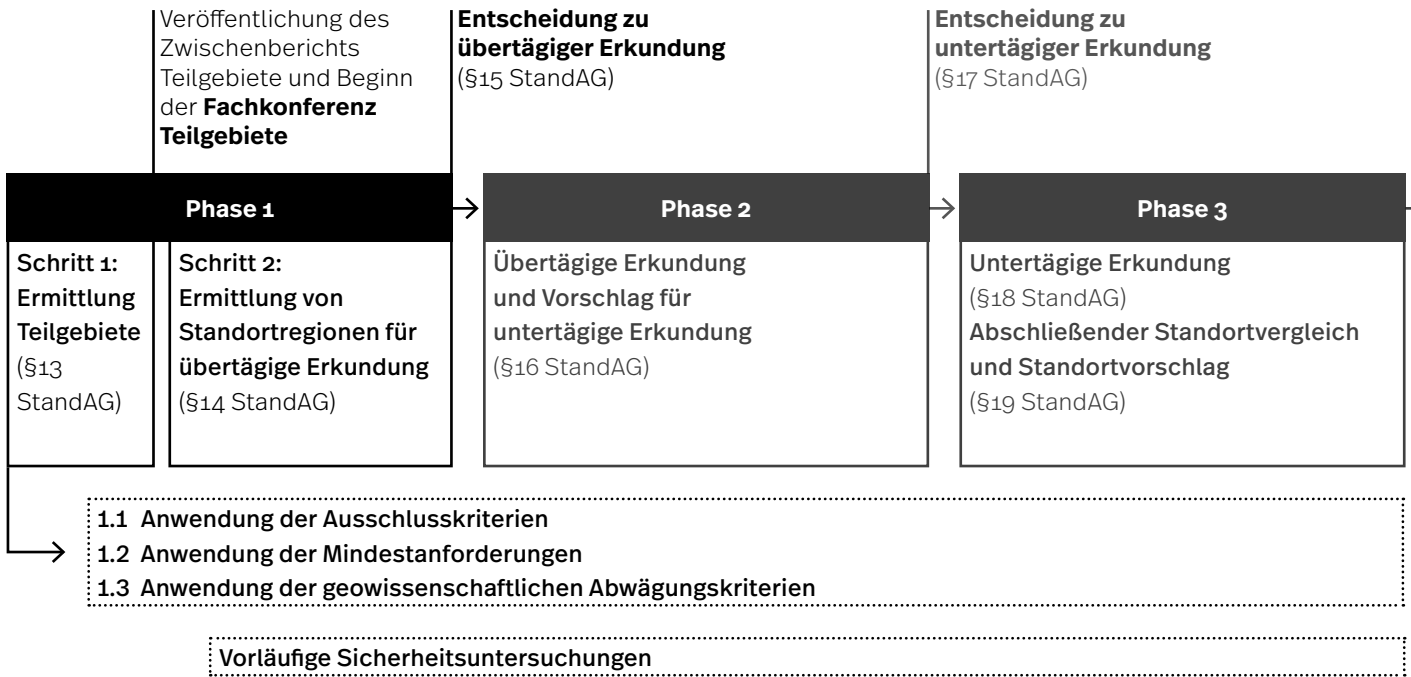 Veröffentlichung des
Zwischenberichts
Teilgebiete und Beginn
der Fachkonferenz
Teilgebiete
Entscheidung zu
übertägiger Erkundung
(§15 StandAG)
Entscheidung zu
untertägiger Erkundung
(§17 StandAG)
Phase 1
Phase 2
Phase 3
Schritt 1:
Ermittlung
Teilgebiete
(§13
StandAG)
Schritt 2:
Ermittlung von
Standortregionen für
übertägige Erkundung
(§14 StandAG)
Übertägige Erkundung
und Vorschlag für
untertägige Erkundung
(§16 StandAG)
Untertägige Erkundung
(§18 StandAG)
Abschließender Standortvergleich
und Standortvorschlag
(§19 StandAG)
1.1 Anwendung der Ausschlusskriterien
1.2 Anwendung der Mindestanforderungen
1.3 Anwendung der geowissenschaftlichen Abwägungskriterien
Vorläufige Sicherheitsuntersuchungen